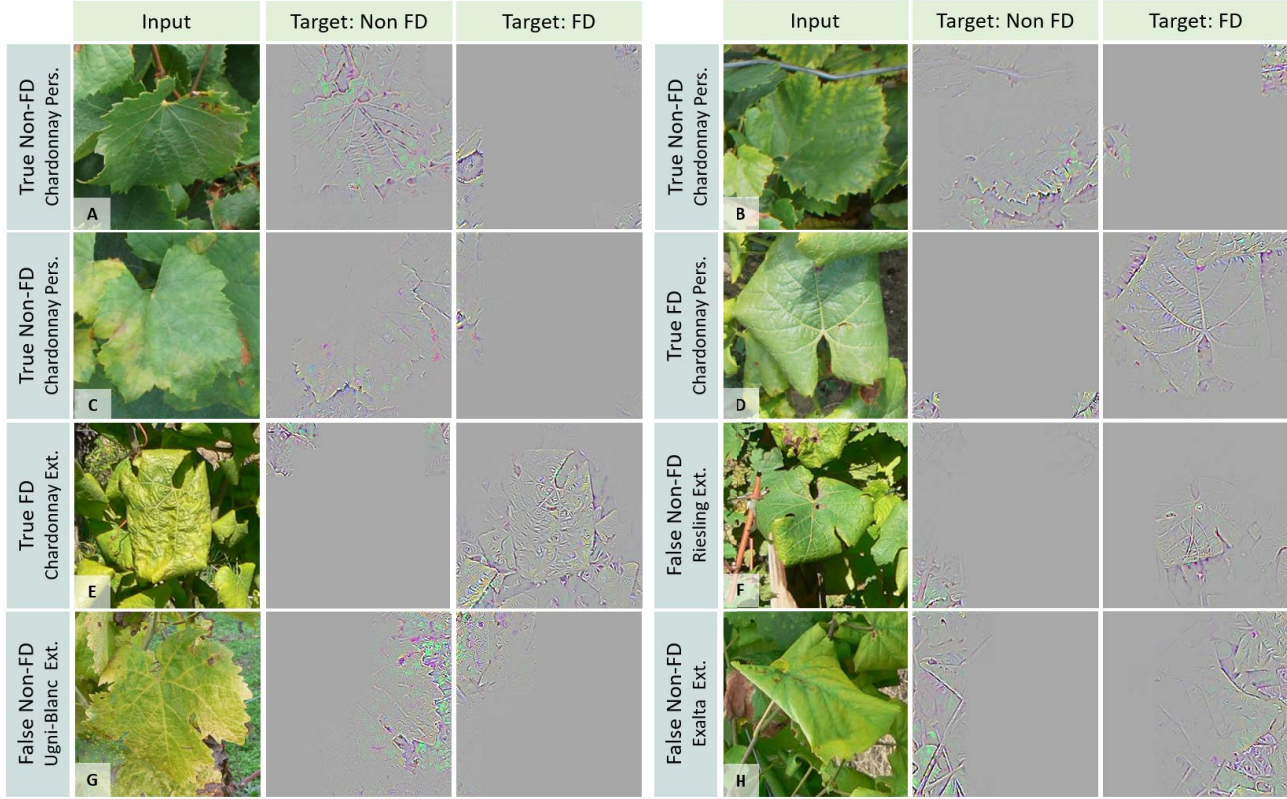 Input
Target: Non FD
Target: FD
Input
Target: Non FD
Target: FD
True Non-FD
Chardonnay Pers.
A
True Non-FD
Chardonnay Pers.
B
True Non-FD
Chardonnay Pers.
C
True FD
Chardonnay Pers.
D
True FD
Chardonnay Ext.
E
False Non-FD
Riesling Ext.
F
False Non-FD
Ugni-Blanc Ext.
G
False Non-FD
Exalta Ext.
H